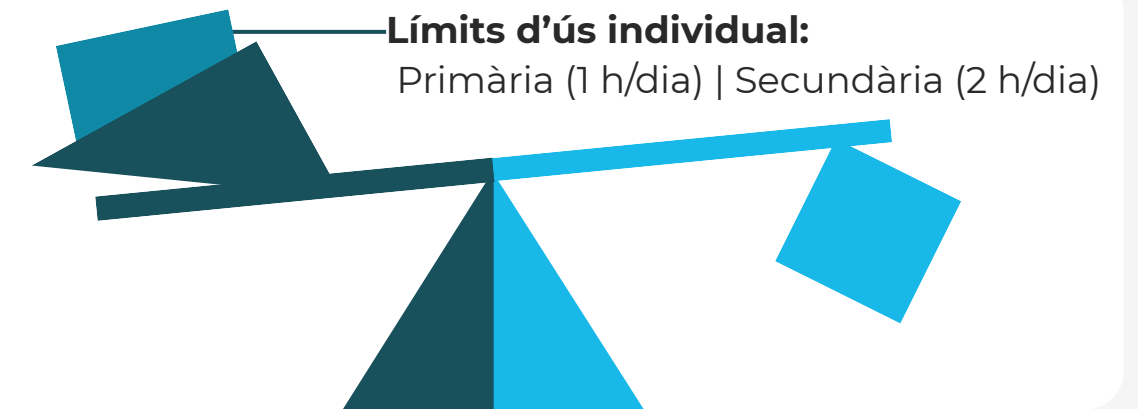 Límits d’ús individual:
Primària (1 h/dia) | Secundària (2 h/dia)